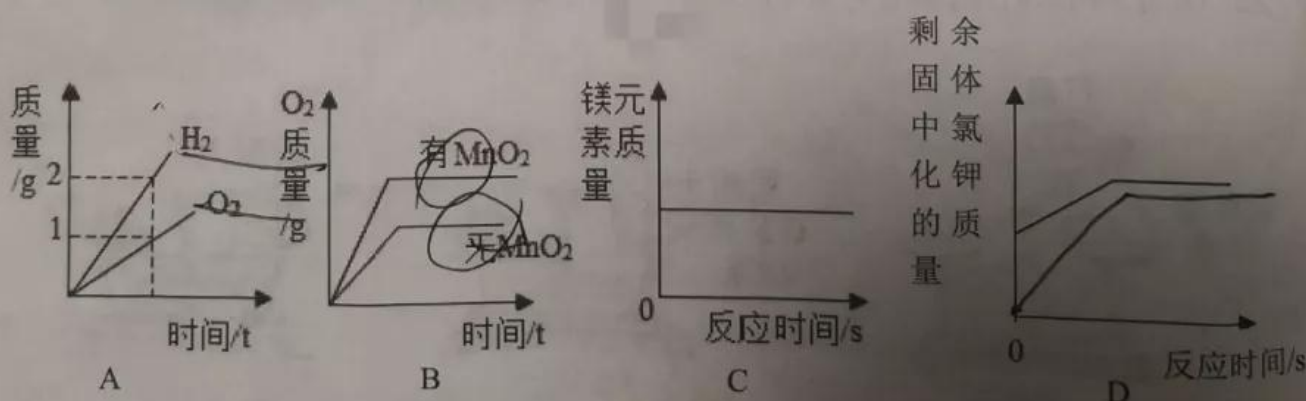 质
量
/g
2
1
H₂
O₂
时间/t
A
O₂
质
量
/g
有MnO₂
无MnO₂
时间/t
B
镁元
素质
量
0
反应时间/s
C
剩余
固体
中氯
化钾
的质
量
0
反应时间/s
D